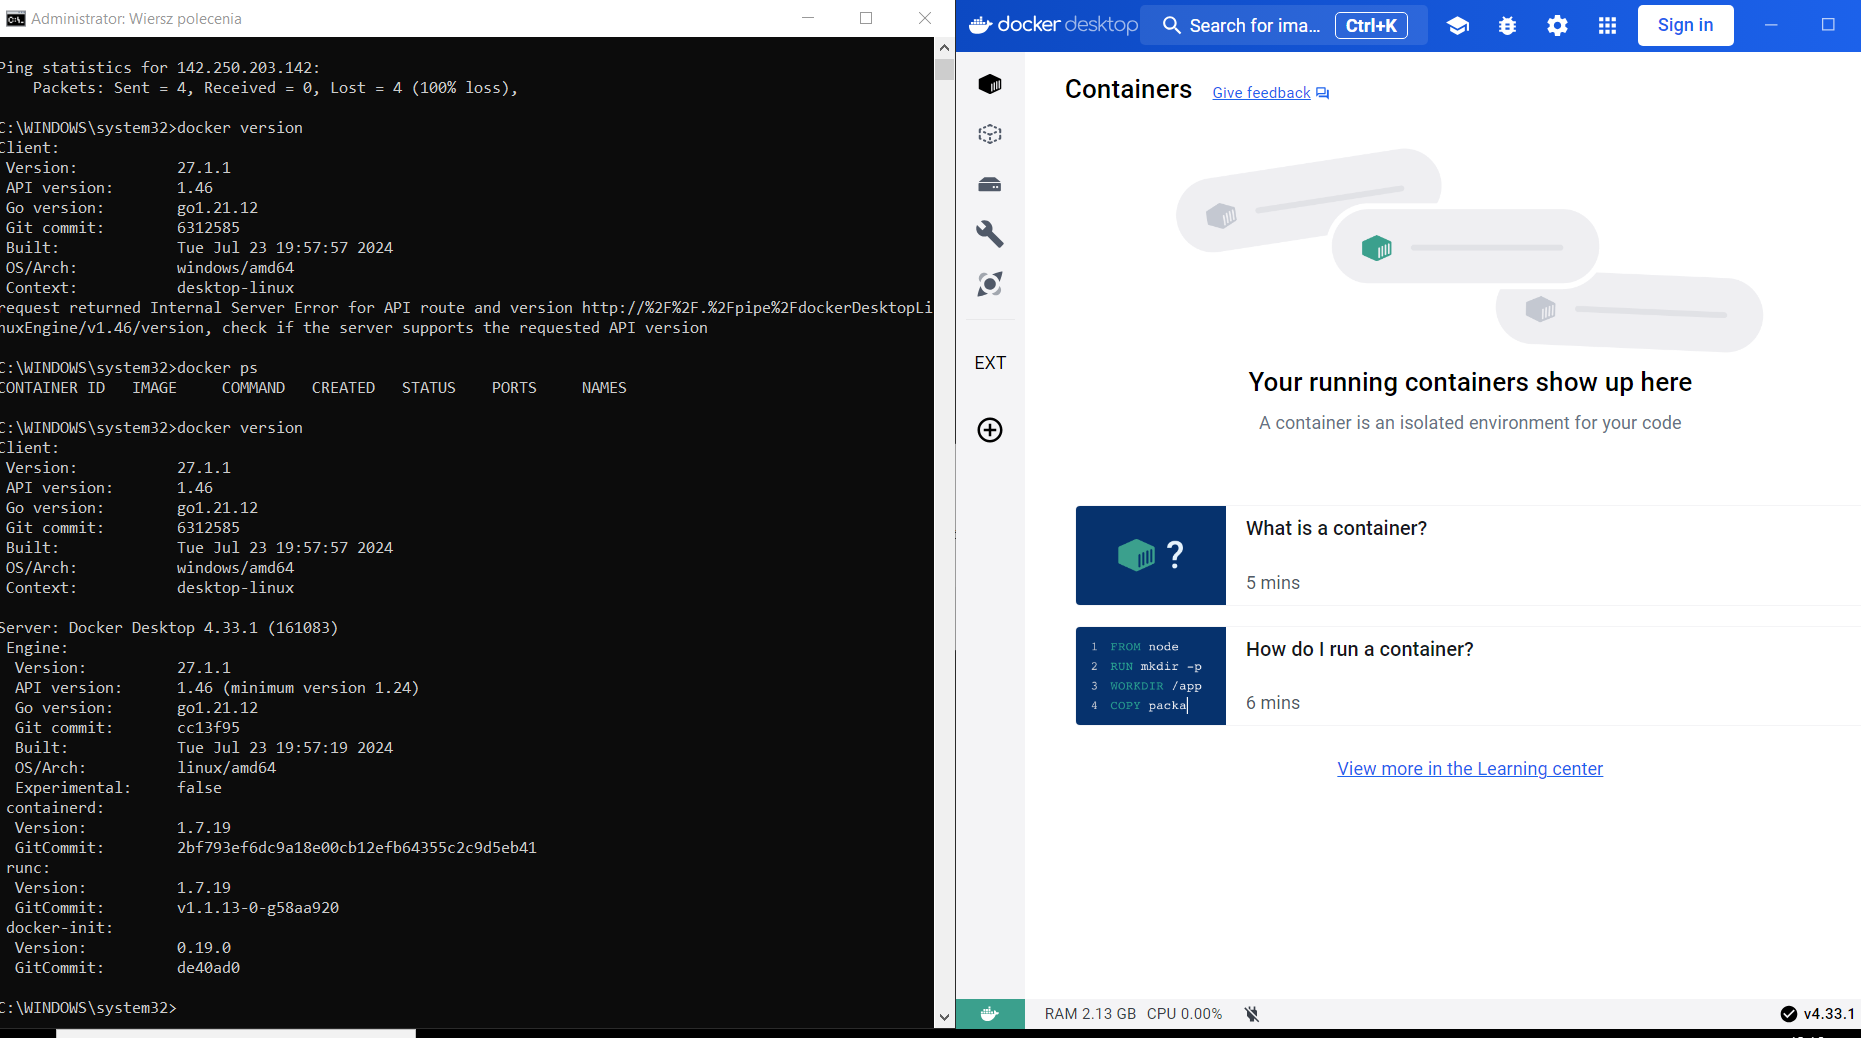 Administrator: Wiersz polecenia
Ping statistics for 142.250.203.142:
Packets: Sent = 4, Received = 0, Lost = 4 (100% loss),
C:\WINDOWS\system32>docker version
Client:
Version: 27.1.1
API version: 1.46
Go version: go1.21.12
Git commit: 6312585
Built: Tue Jul 23 19:57:57 2024
OS/Arch: windows/amd64
Context: desktop-linux
request returned Internal Server Error for API route and version http://%2F%2F.%2Fpipe%2FdockerDesktopLi
nuxEngine/v1.46/version, check if the server supports the requested API version
C:\WINDOWS\system32>docker ps
CONTAINER ID IMAGE COMMAND CREATED STATUS PORTS NAMES
C:\WINDOWS\system32>docker version
Client:
Version: 27.1.1
API version: 1.46
Go version: go1.21.12
Git commit: 6312585
Built: Tue Jul 23 19:57:57 2024
OS/Arch: windows/amd64
Context: desktop-linux
Server: Docker Desktop 4.33.1 (161083)
Engine:
Version: 27.1.1
API version: 1.46 (minimum version 1.24)
Go version: go1.21.12
Git commit: cc13f95
Built: Tue Jul 23 19:57:19 2024
OS/Arch: linux/amd64
Experimental: false
containerd:
Version: 1.7.19
GitCommit: 2bf793ef6dc9a18e00cb12efb64355c2c9d5eb41
runc:
Version: 1.7.19
GitCommit: v1.1.13-0-g58aa920
docker-init:
Version: 0.19.0
GitCommit: de40ad0
C:\WINDOWS\system32>
docker desktop
Search for ima...
Ctrl+K
Sign in
Containers
Give feedback
EXT
Your running containers show up here
A container is an isolated environment for your code
?
What is a container?
5 mins
1 FROM node
2 RUN mkdir -p
3 WORKDIR /app
4 COPY packa
How do I run a container?
6 mins
View more in the Learning center
RAM 2.13 GB CPU 0.00%
v4.33.1